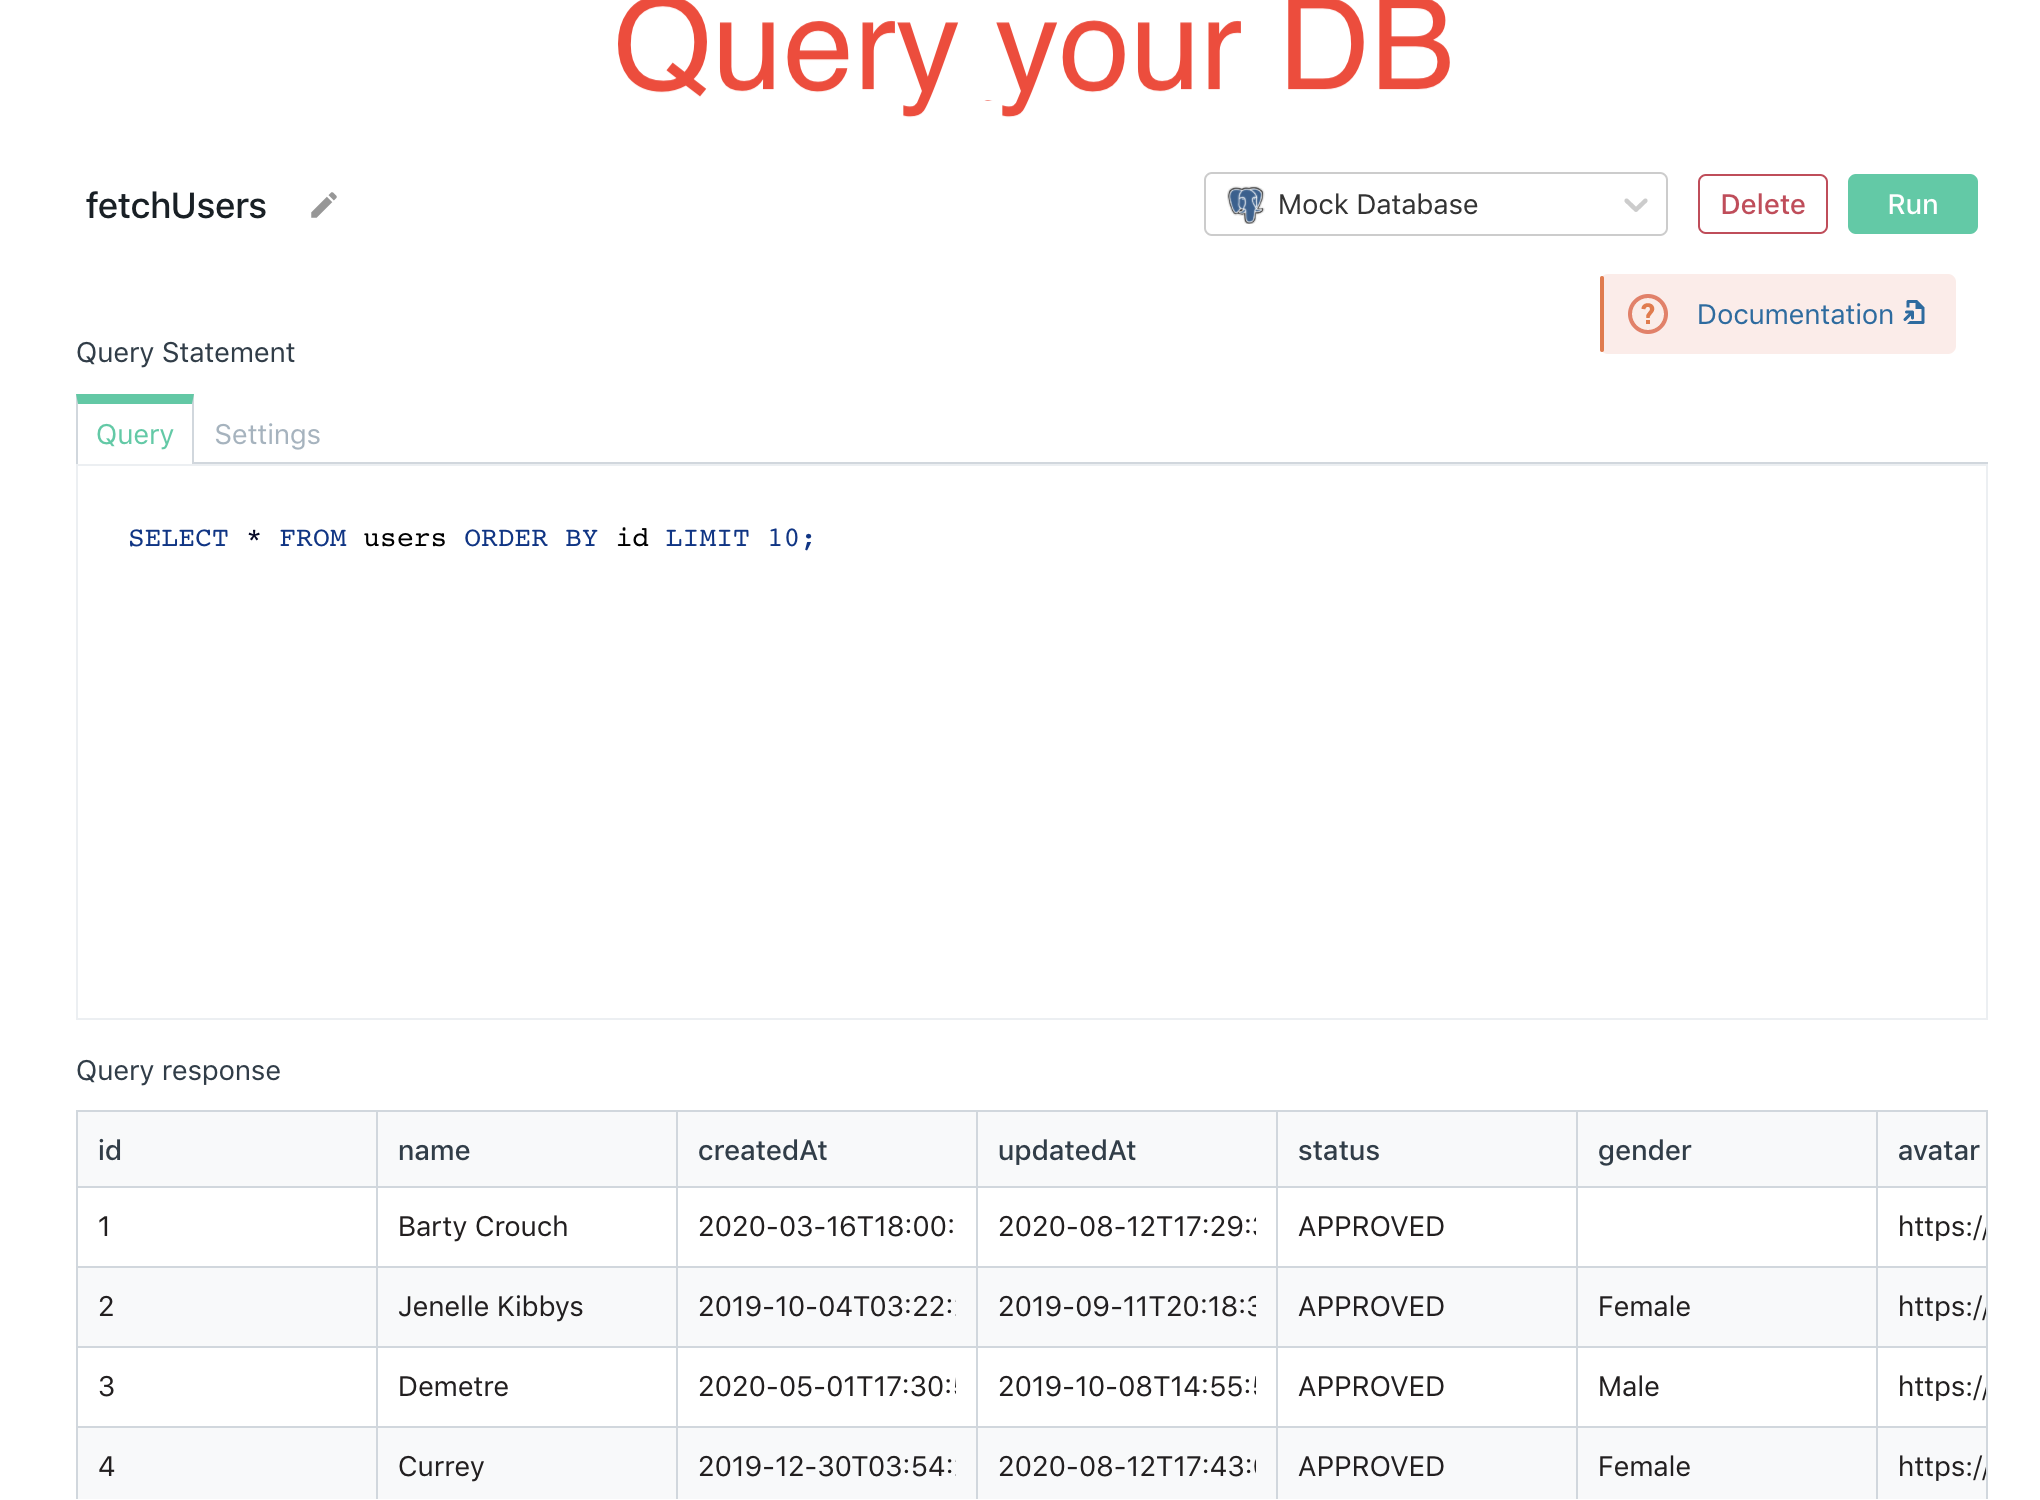 Query your DB
fetchUsers Mock Database Delete Run
Documentation
Query Statement
Query Settings
SELECT * FROM users ORDER BY id LIMIT 10;
Query response
id name createdAt updatedAt status gender avatar
1 Barty Crouch 2020-03-16T18:00: 2020-08-12T17:29: APPROVED https://
2 Jenelle Kibbys 2019-10-04T03:22: 2019-09-11T20:18:3 APPROVED Female https://
3 Demetre 2020-05-01T17:30: 2019-10-08T14:55: APPROVED Male https://
4 Currey 2019-12-30T03:54: 2020-08-12T17:43: APPROVED Female https://